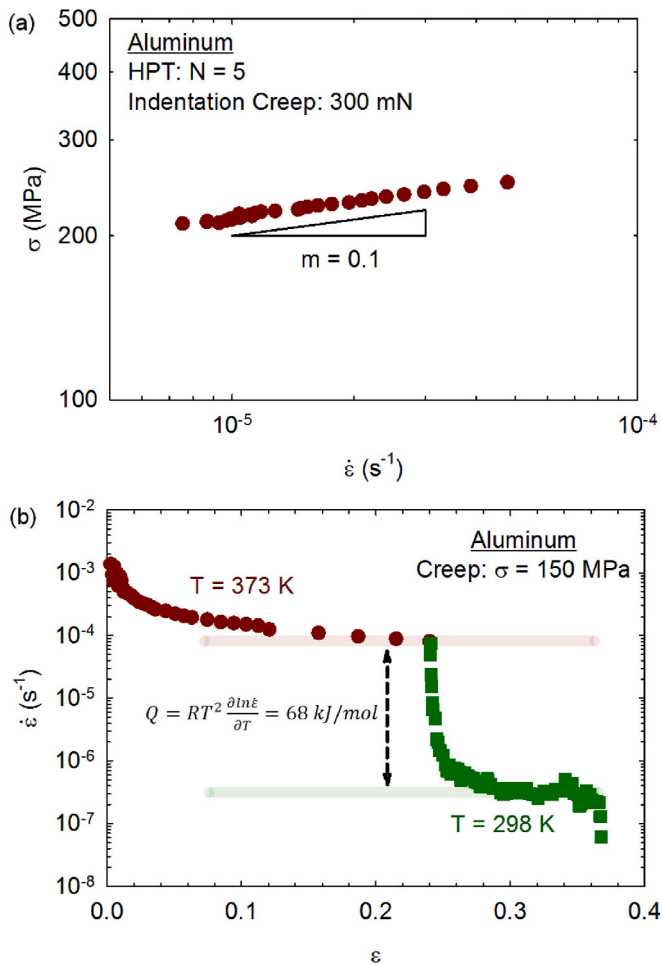 (a)
500
400
300
200
100
σ (MPa)
Aluminum
HPT: N = 5
Indentation Creep: 300 mN
m = 0.1
10⁻⁵
10⁻⁴
ε̇ (s⁻¹)
(b)
10⁻²
10⁻³
10⁻⁴
10⁻⁵
10⁻⁶
10⁻⁷
10⁻⁸
ε̇ (s⁻¹)
Aluminum
Creep: σ = 150 MPa
T = 373 K
Q = RT² ∂lnε̇/∂T = 68 kJ/mol
T = 298 K
0.0 0.1 0.2 0.3 0.4
ε